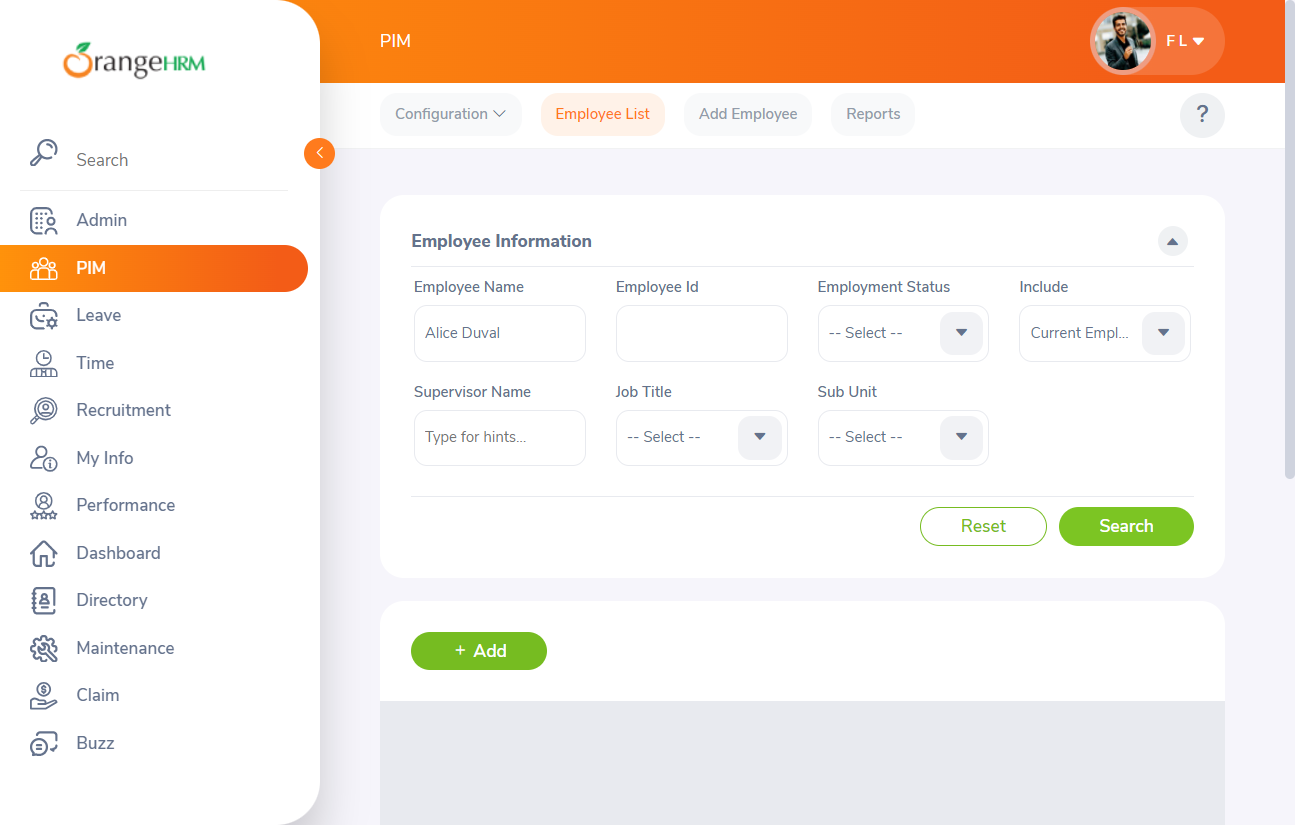 OrangeHRM
PIM
F L
Search
Configuration
Employee List
Add Employee
Reports
?
Admin
PIM
Leave
Time
Recruitment
My Info
Performance
Dashboard
Directory
Maintenance
Claim
Buzz
Employee Information
Employee Name
Employee Id
Employment Status
Include
Alice Duval
-- Select --
Current Empl...
Supervisor Name
Job Title
Sub Unit
Type for hints...
-- Select --
-- Select --
Reset
Search
+ Add